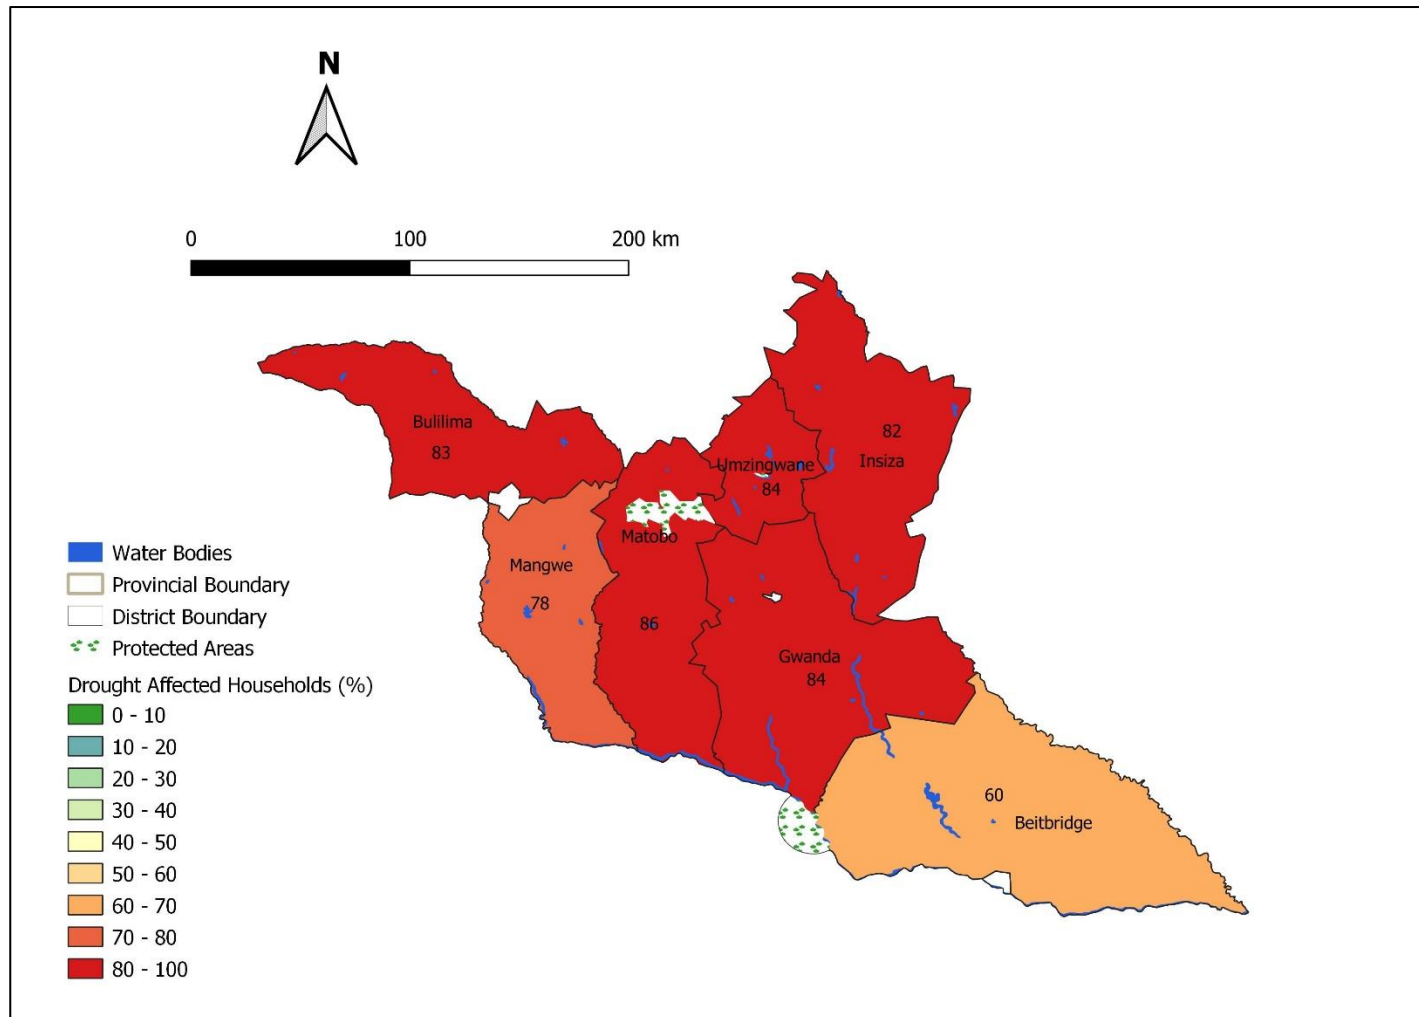 N
0 100 200 km
Bulilima
83
82
Insiza
Umzingwane
84
Matobo
86
Mangwe
78
Gwanda
84
60
Beitbridge
Water Bodies
Provincial Boundary
District Boundary
Protected Areas
Drought Affected Households (%)
0 - 10
10 - 20
20 - 30
30 - 40
40 - 50
50 - 60
60 - 70
70 - 80
80 - 100